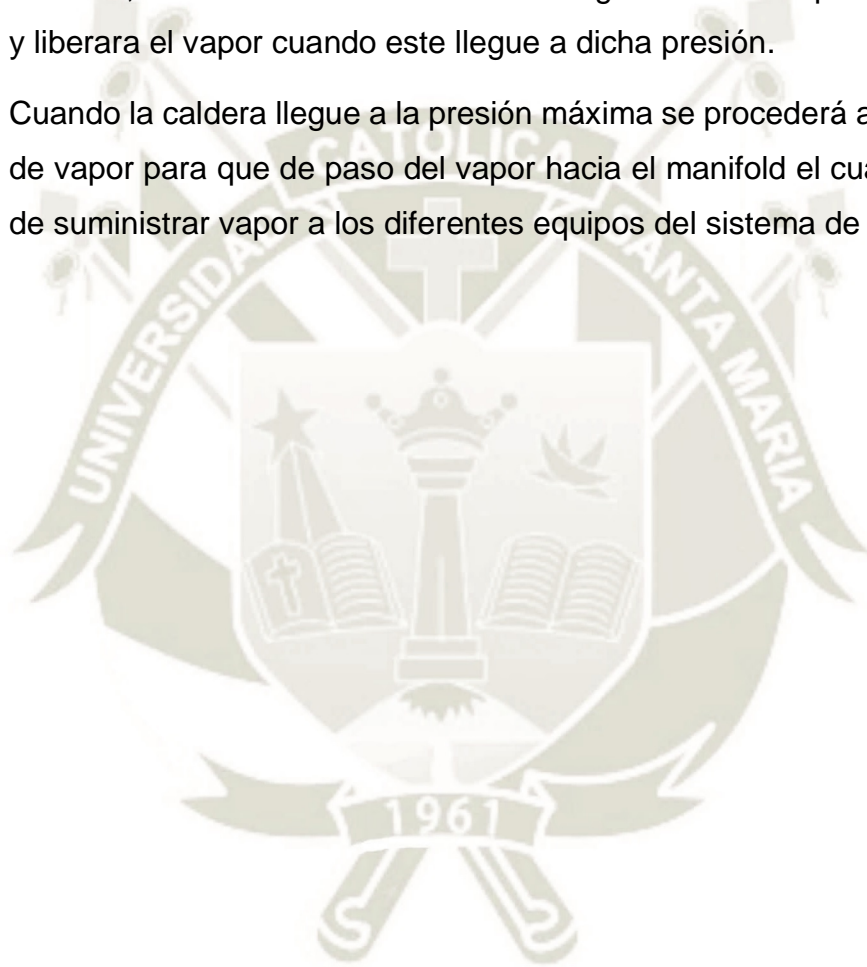 y liberara el vapor cuando este llegue a dicha presión.
Cuando la caldera llegue a la presión máxima se procederá a
de vapor para que de paso del vapor hacia el manifold el
de suministrar vapor a los diferentes equipos del sistema de
UNIVERSIDAD CATOLICA SANTA MARIA
1961